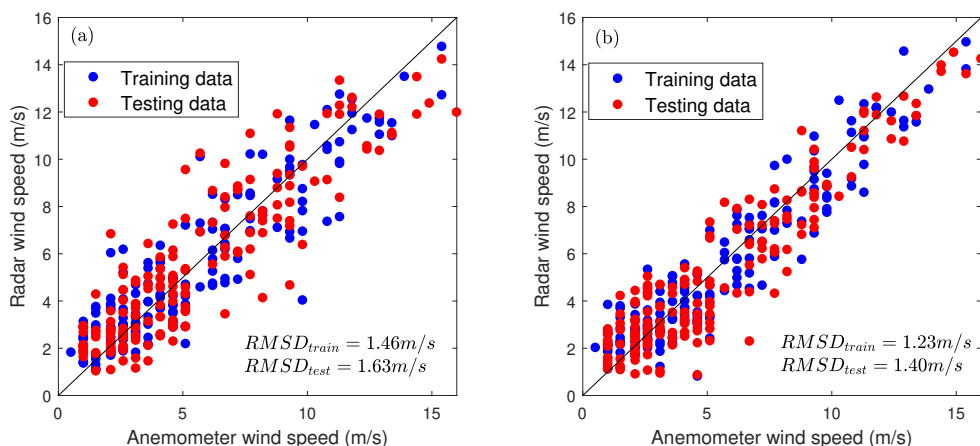 (a)
Training data
Testing data
16
14
12
10
8
6
4
2
0
Radar wind speed (m/s)
RMSD_train = 1.46m/s
RMSD_test = 1.63m/s
0 5 10 15
Anemometer wind speed (m/s)
(b)
Training data
Testing data
16
14
12
10
8
6
4
2
0
Radar wind speed (m/s)
RMSD_train = 1.23m/s
RMSD_test = 1.40m/s
0 5 10 15
Anemometer wind speed (m/s)